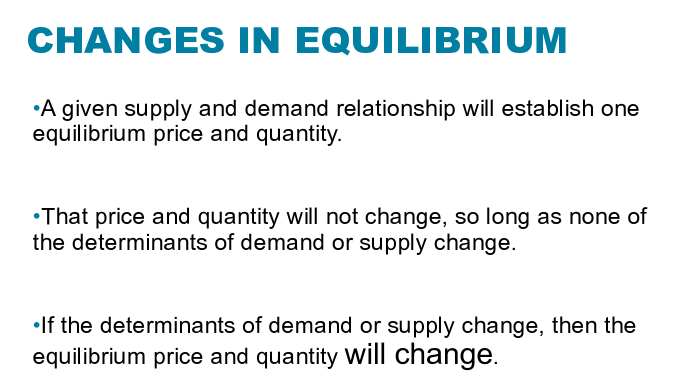 CHANGES IN EQUILIBRIUM
•A given supply and demand relationship will establish one
equilibrium price and quantity.
•That price and quantity will not change, so long as none of
the determinants of demand or supply change.
•If the determinants of demand or supply change, then the
equilibrium price and quantity will change.